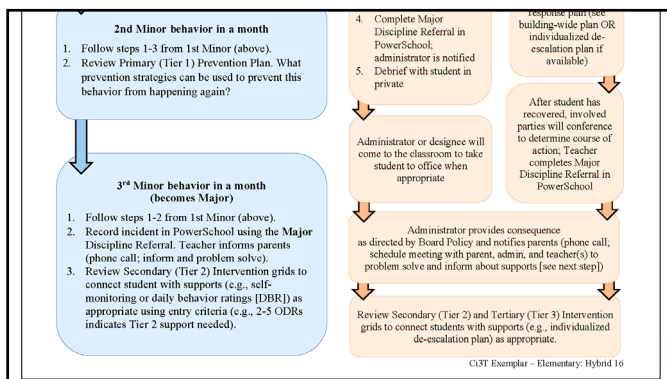 2nd Minor behavior in a month
1. Follow steps 1-3 from 1st Minor (above).
2. Review Primary (Tier 1) Prevention Plan. What
prevention strategies can be used to prevent this
behavior from happening again?
3rd Minor behavior in a month
(becomes Major)
1. Follow steps 1-2 from 1st Minor (above).
2. Record incident in PowerSchool using the Major
Discipline Referral. Teacher informs parents
(phone call; inform and problem solve).
3. Review Secondary (Tier 2) Intervention grids to
connect student with supports (e.g., self-
monitoring or daily behavior ratings [DBR]) as
appropriate using entry criteria (e.g., 2-5 ODRs
indicates Tier 2 support needed).
4. Complete Major
Discipline Referral in
PowerSchool;
administrator is notified
5. Debrief with student in
private
Administrator or designee will
come to the classroom to take
student to office when
appropriate
response plan (see
building-wide plan OR
individualized de-
escalation plan if
available)
After student has
recovered, involved
parties will conference
to determine course of
action; Teacher
completes Major
Discipline Referral in
PowerSchool
Administrator provides consequence
as directed by Board Policy and notifies parents (phone call;
schedule meeting with parent, admin, and teacher(s) to
problem solve and inform about supports [see next step])
Review Secondary (Tier 2) and Tertiary (Tier 3) Intervention
grids to connect students with supports (e.g., individualized
de-escalation plan) as appropriate.
Ci3T Exemplar – Elementary: Hybrid 16